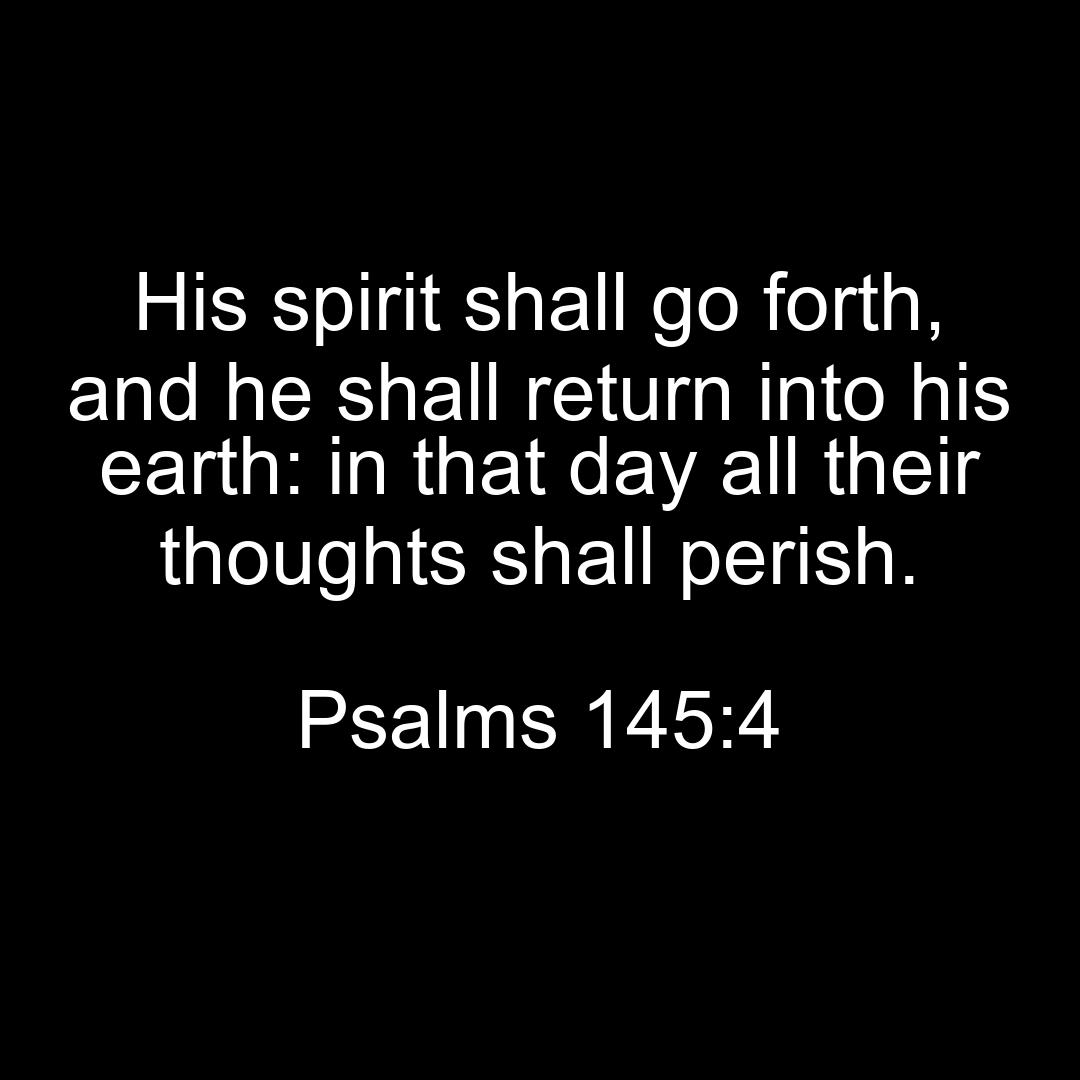 His spirit shall go forth,
and he shall return into his
earth: in that day all their
thoughts shall perish.
Psalms 145:4